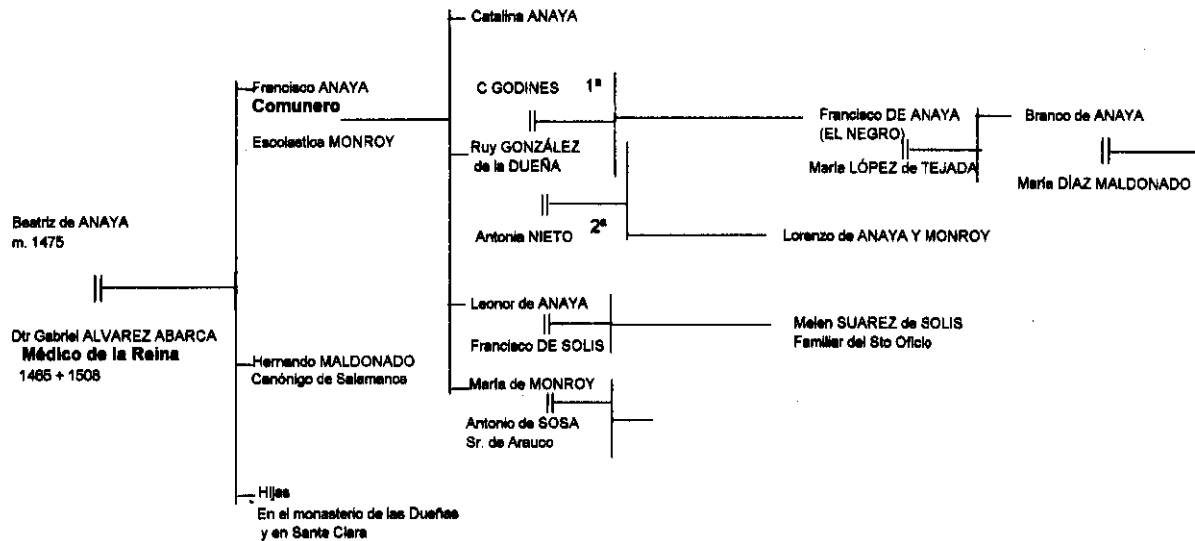 Beatriz de ANAYA
m. 1475
Dtr Gabriel ALVAREZ ABARCA
Médico de la Reina
1465 + 1508
Francisco ANAYA
Comunero
Escolastica MONROY
Hernando MALDONADO
Canónigo de Salamanca
Hijas
En el monasterio de las Dueñas
y en Santa Clara
Catalina ANAYA
C GODINES 1ª
Ruy GONZÁLEZ
de la DUEÑA
Antonia NIETO 2ª
Leonor de ANAYA
Francisco DE SOLIS
María de MONROY
Antonio de SOSA
Sr. de Arauco
Francisco DE ANAYA
(EL NEGRO)
María LÓPEZ de TEJADA
Lorenzo de ANAYA Y MONROY
Melen SUAREZ de SOLIS
Familiar del Sto Oficio
Branco de ANAYA
María DÍAZ MALDONADO